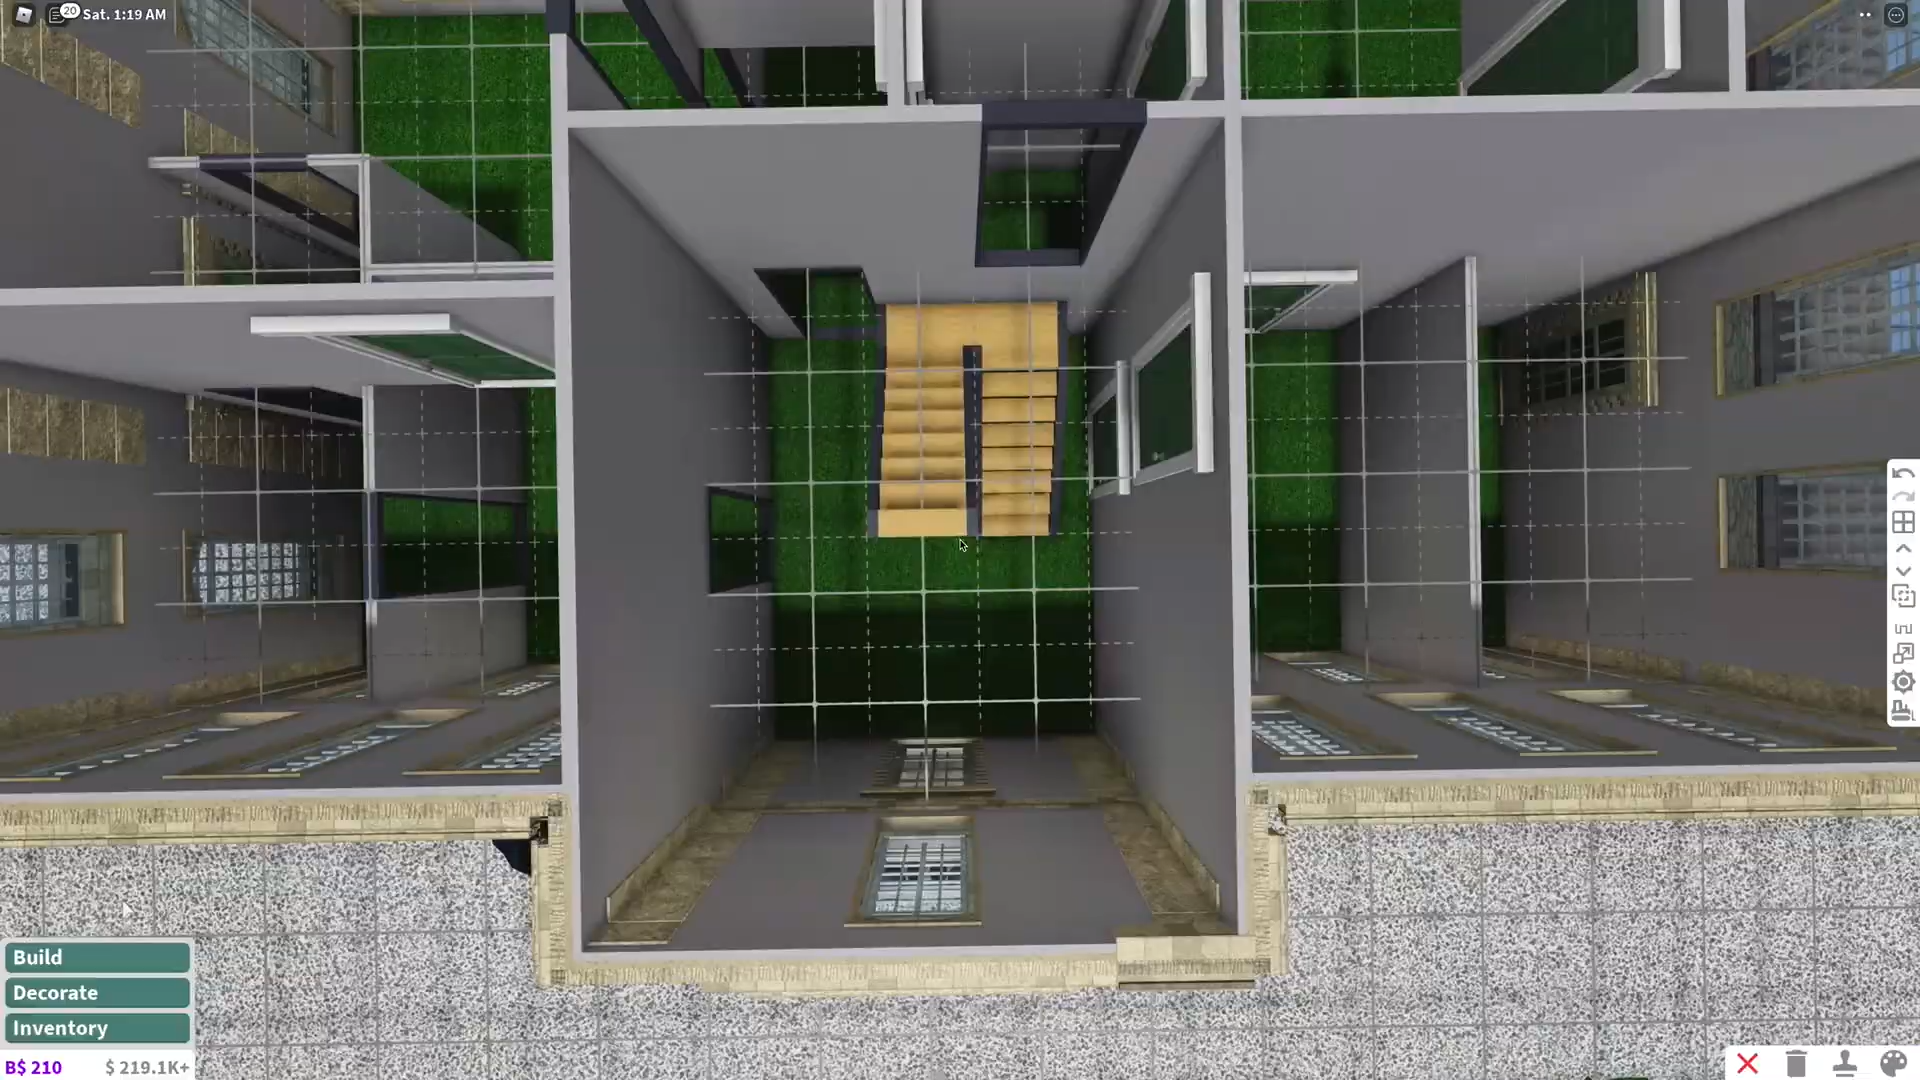 20 Sat. 1:19 AM
Build
Decorate
Inventory
B$ 210 $ 219.1K+